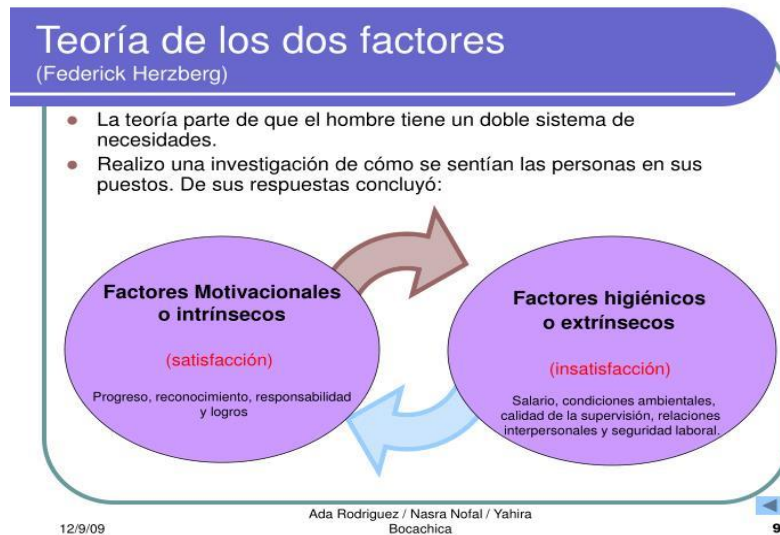 Teoría de los dos factores
(Federick Herzberg)
La teoría parte de que el hombre tiene un doble sistema de
necesidades.
Realizo una investigación de cómo se sentían las personas en sus
puestos. De sus respuestas concluyó:
Factores Motivacionales
o intrínsecos
(satisfacción)
Progreso, reconocimiento, responsabilidad
y logros
Factores higiénicos
o extrínsecos
(insatisfacción)
Salario, condiciones ambientales,
calidad de la supervisión, relaciones
interpersonales y seguridad laboral.
12/9/09
Ada Rodriguez / Nasra Nofal / Yahira
Bocachica
9